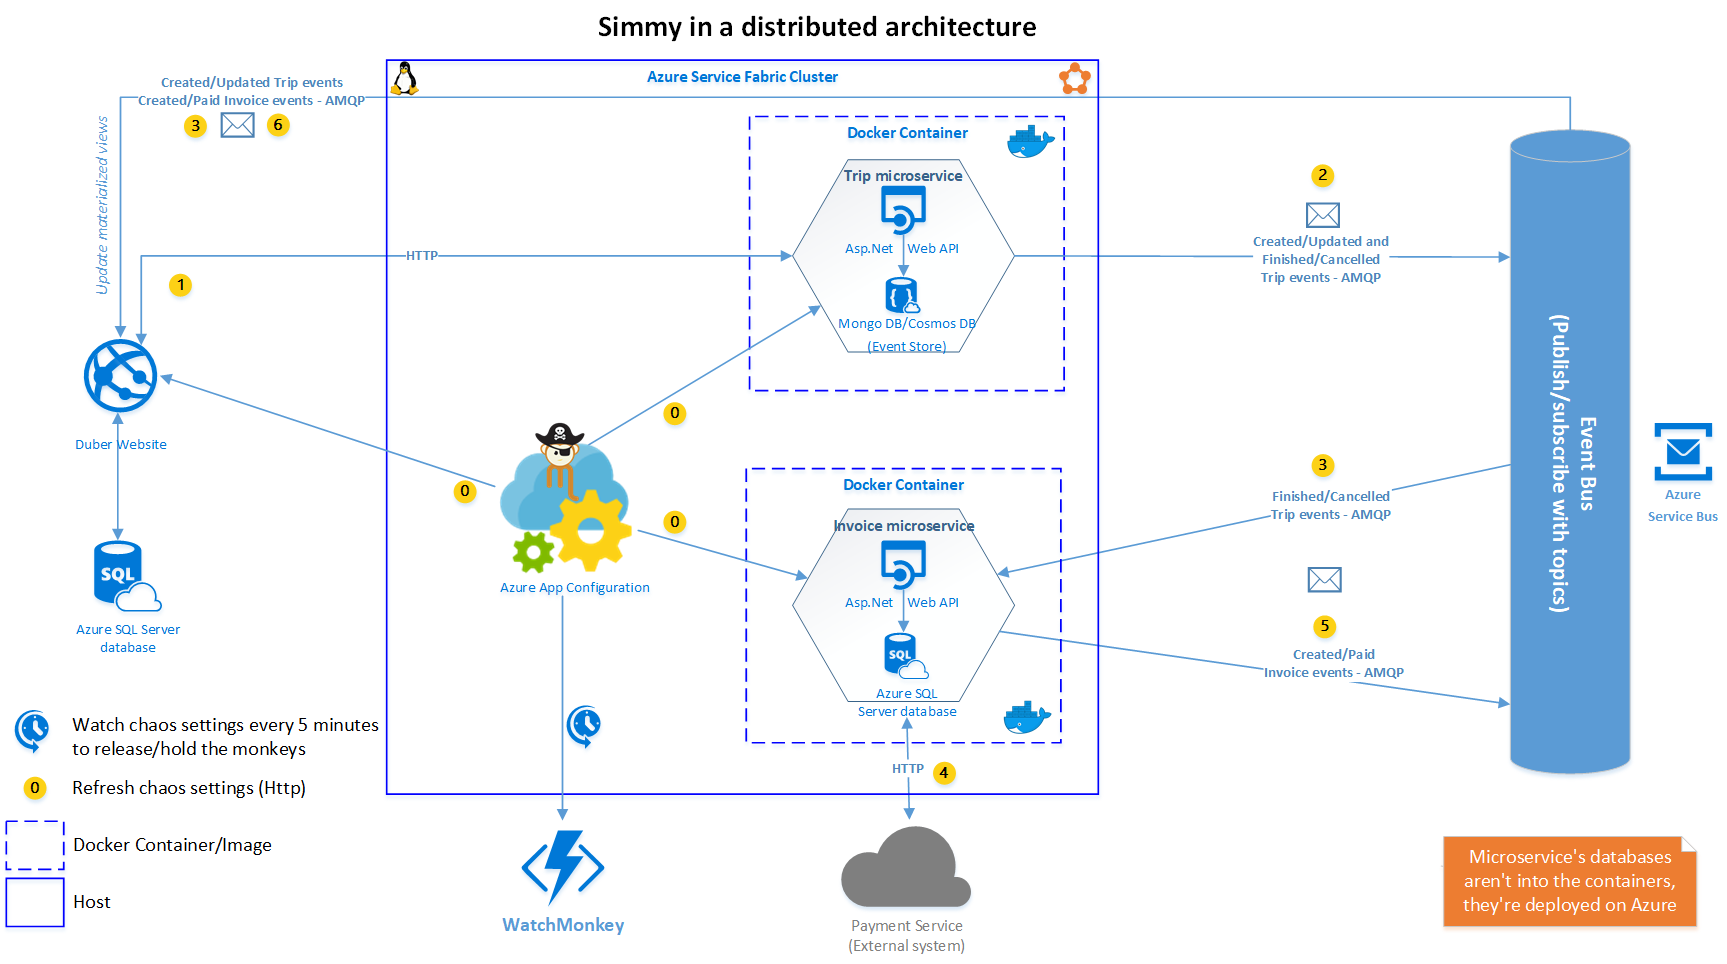 Simmy in a distributed architecture
Azure Service Fabric Cluster
Created/Updated Trip events
Created/Paid Invoice events - AMQP
3
6
Update materialized views
Docker Container
Trip microservice
Asp.Net Web API
Mongo DB/Cosmos DB
(Event Store)
HTTP
1
2
Created/Updated and
Finished/Cancelled
Trip events - AMQP
Duber Website
0
0
0
Azure App Configuration
Docker Container
Invoice microservice
Asp.Net Web API
SQL
Azure SQL
Server database
3
Finished/Cancelled
Trip events - AMQP
5
Created/Paid
Invoice events - AMQP
Event Bus
(Publish/subscribe with topics)
Azure
Service Bus
SQL
Azure SQL Server
database
HTTP
4
Watch chaos settings every 5 minutes
to release/hold the monkeys
0
Refresh chaos settings (Http)
Docker Container/Image
Host
WatchMonkey
Payment Service
(External system)
Microservice's databases
aren't into the containers,
they're deployed on Azure